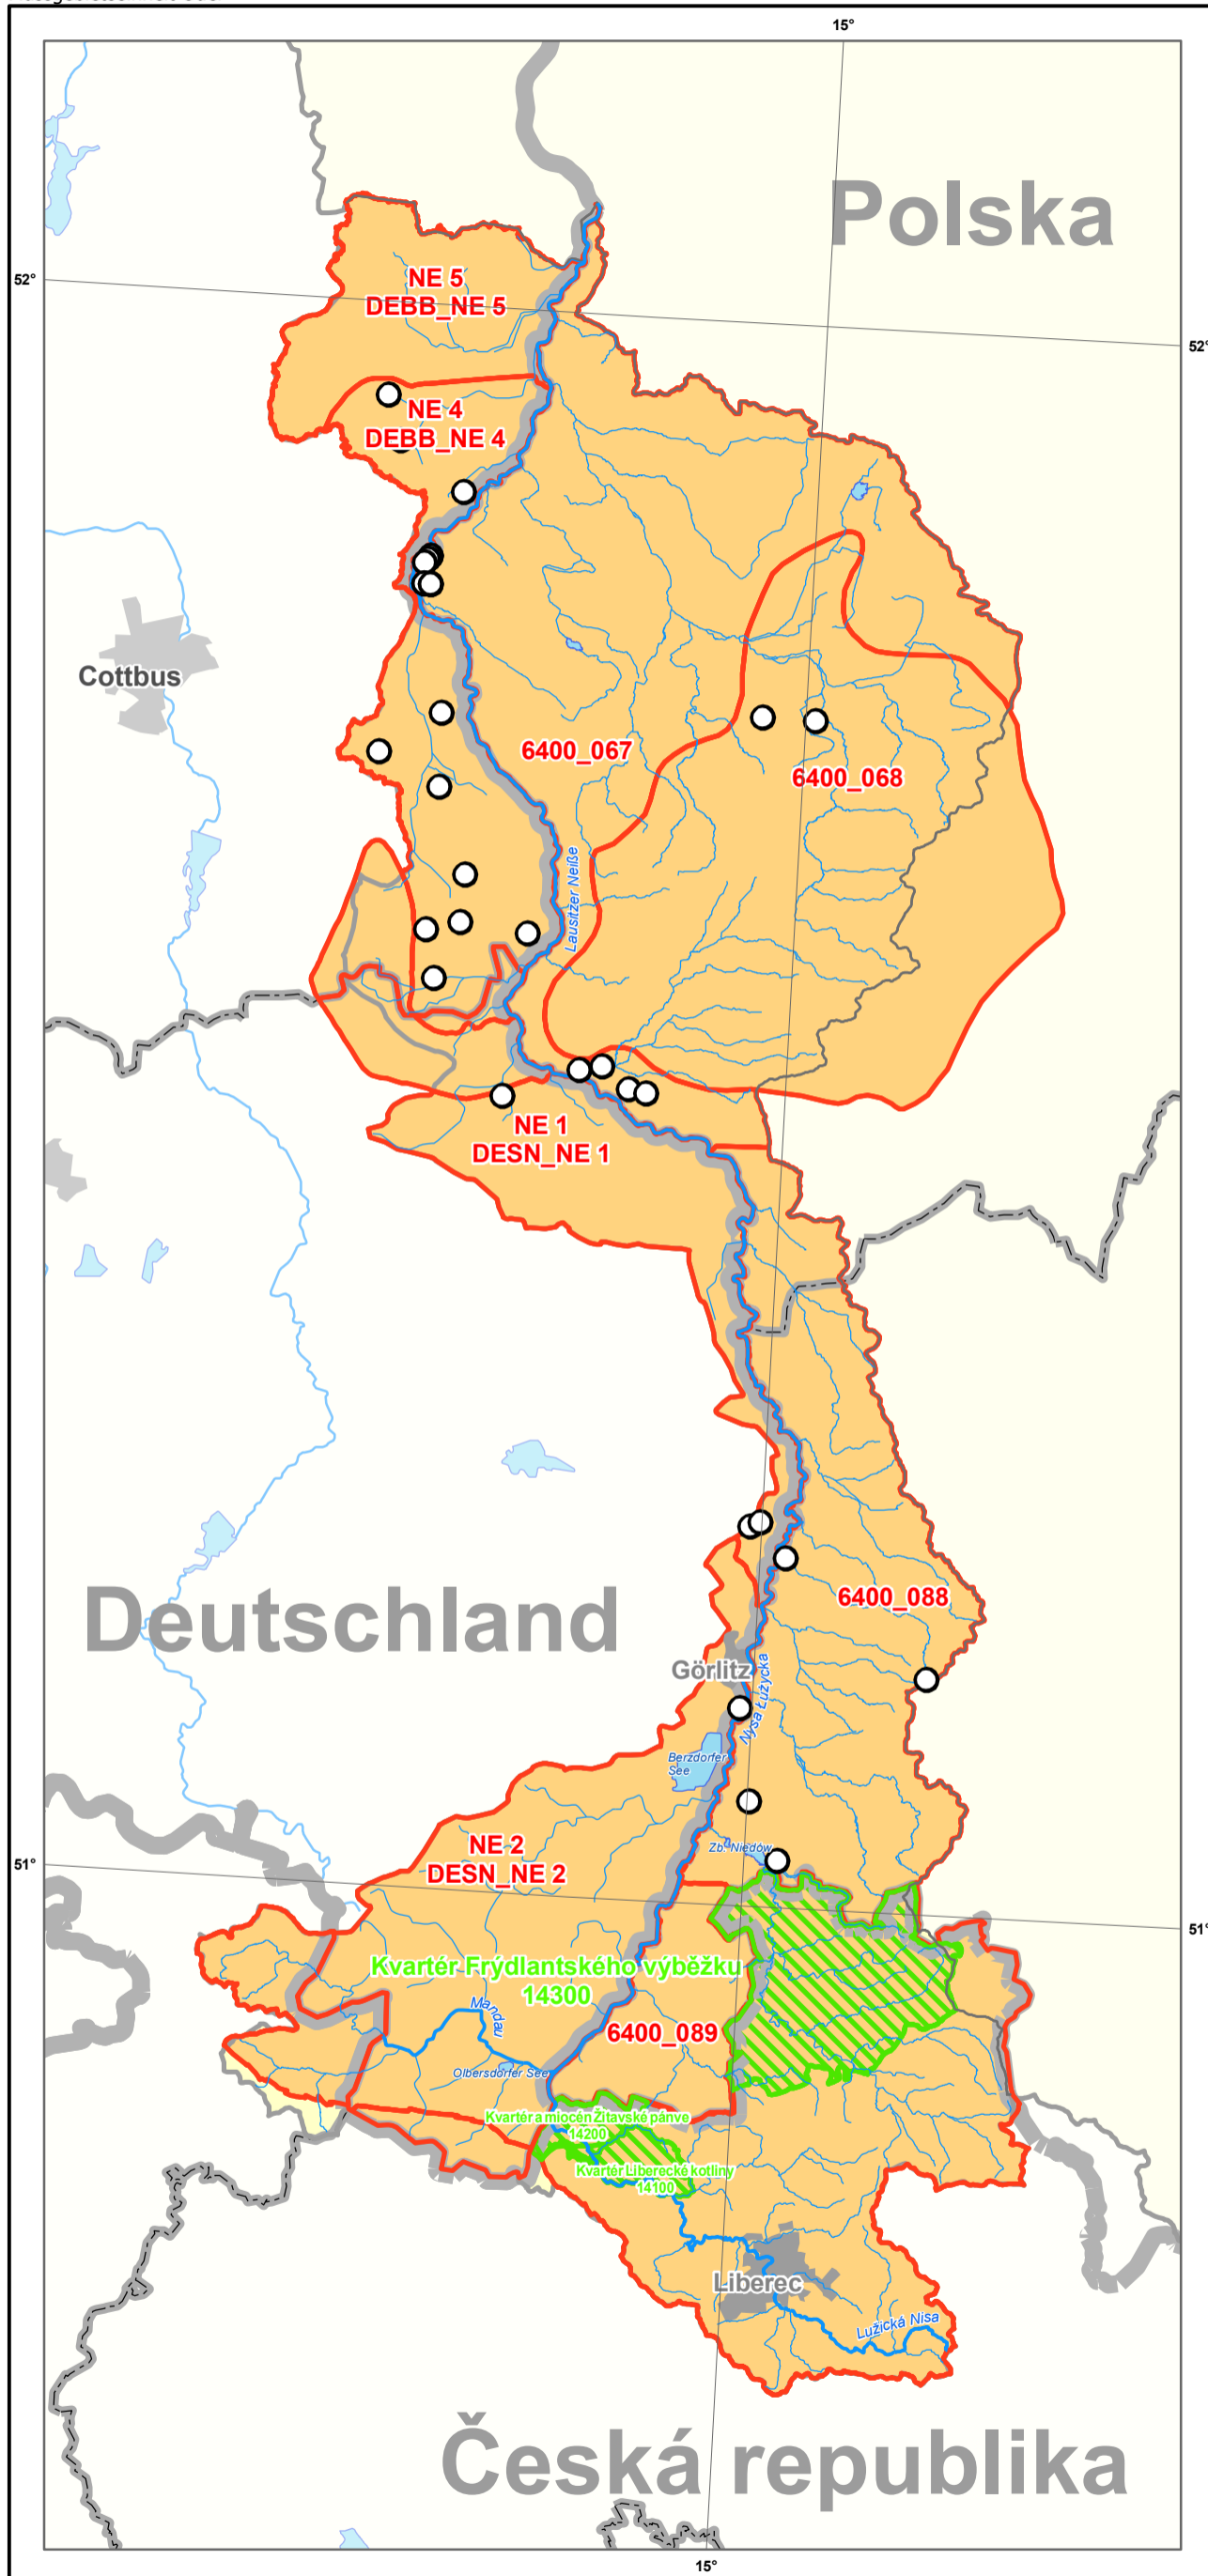 15°
Polska
52°
NE 5
DEBB_NE 5
52°
NE 4
DEBB_NE 4
Cottbus
6400_067
6400_068
Lausitzer Neiße
NE 1
DESN_NE 1
Deutschland
6400_088
Görlitz
Nysa Łużycka
Berzdorfer
See
NE 2
DESN_NE 2
Zb. Niedów
51°
51°
Kvartér Frýdlantského výběžku
14300
Mandau
6400_089
Olbersdorfer See
Kvartér a miocén Žitavské pánve
14200
Kvartér Liberecké kotliny
14100
Liberec
Lužická Nisa
Česká republika
15°